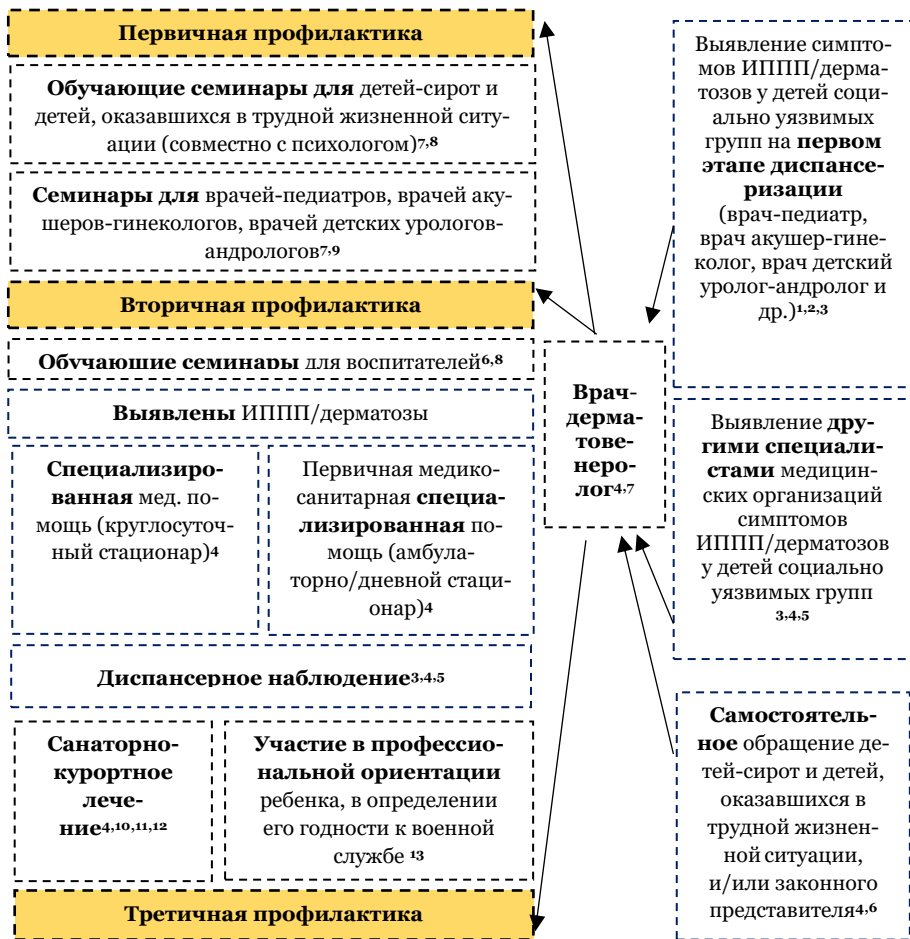 Первичная профилактика
Обучающие семинары для детей-сирот и
детей, оказавшихся в трудной жизненной ситу-
ации (совместно с психологом)7,8
Семинары для врачей-педиатров, врачей аку-
шеров-гинекологов, врачей детских урологов-
андрологов7,9
Вторичная профилактика
Обучающие семинары для воспитателей6,8
Выявлены ИППП/дерматозы
Специализиро-
ванная мед. по-
мощь (круглосуточ-
ный стационар)4
Первичная медико-
санитарная специ-
ализированная по-
мощь (амбула-
торно/дневной стаци-
онар)4
Диспансерное наблюдение3,4,5
Санаторно-
курортное
лече-
ние4,10,11,12
Участие в профессио-
нальной ориентации
ребенка, в определении
его годности к военной
службе 13
Третичная профилактика
Врач-
дерма-
тове-
неро-
лог4,7
Выявление симпто-
мов ИППП/дерма-
тозов у детей соци-
ально уязвимых
групп на первом
этапе диспансе-
ризации
(врач-педиатр,
врач акушер-гине-
колог, врач детский
уролог-андролог и
др.)1,2,3
Выявление дру-
гими специали-
стами медицин-
ских организаций
симптомов
ИППП/дерматозов
у детей социально
уязвимых групп
3,4,5
Самостоятель-
ное обращение де-
тей-сирот и детей,
оказавшихся в
трудной жизнен-
ной ситуации,
и/или законного
представителя4,6